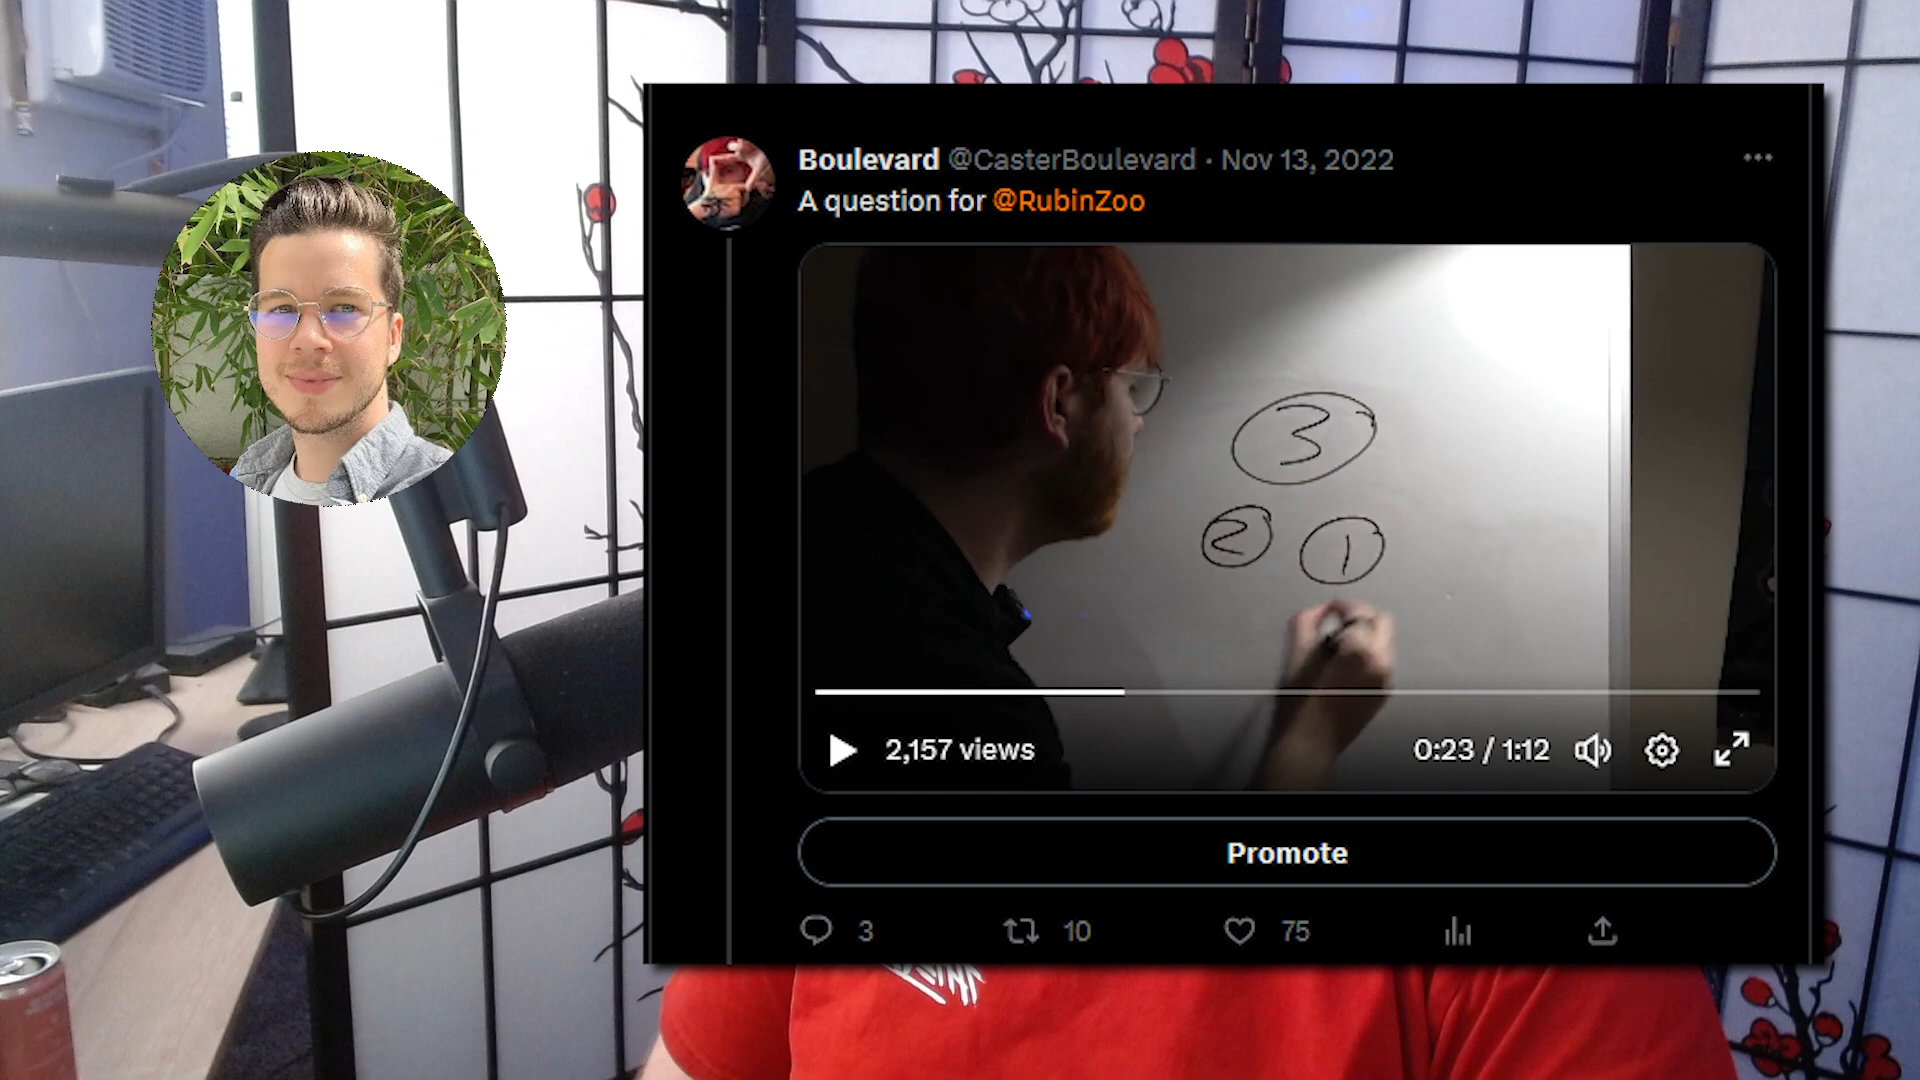 Boulevard @CasterBoulevard · Nov 13, 2022
A question for @RubinZoo
3
2 1
2,157 views 0:23 / 1:12
Promote
3 10 75